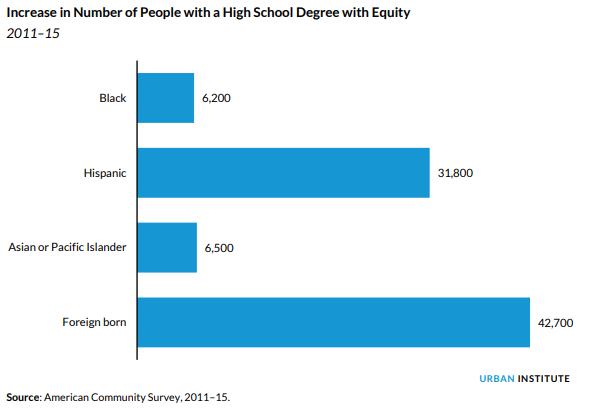 Increase in Number of People with a High School Degree with Equity
2011–15
Black 6,200
Hispanic 31,800
Asian or Pacific Islander 6,500
Foreign born 42,700
URBAN INSTITUTE
Source: American Community Survey, 2011–15.